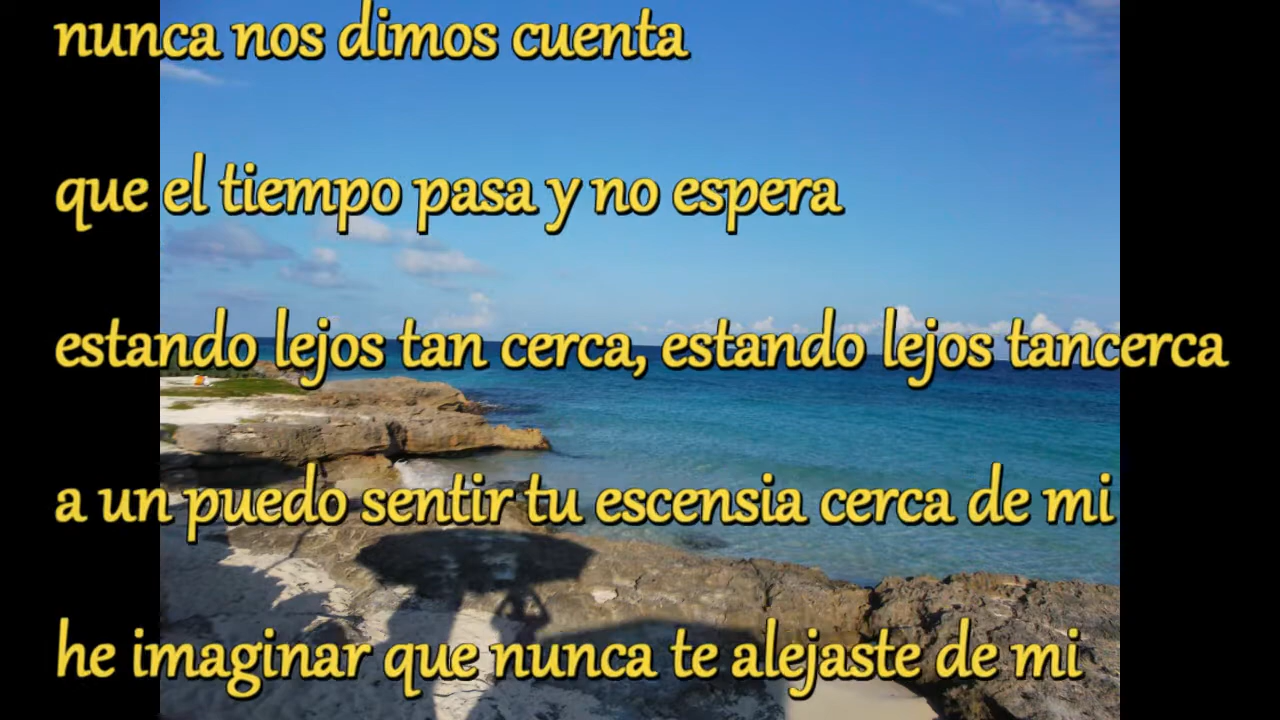 nunca nos dimos cuenta
que el tiempo pasa y no espera
estando lejos tan cerca, estando lejos tancerca
a un puedo sentir tu escensia cerca de mi
he imaginar que nunca te alejaste de mi